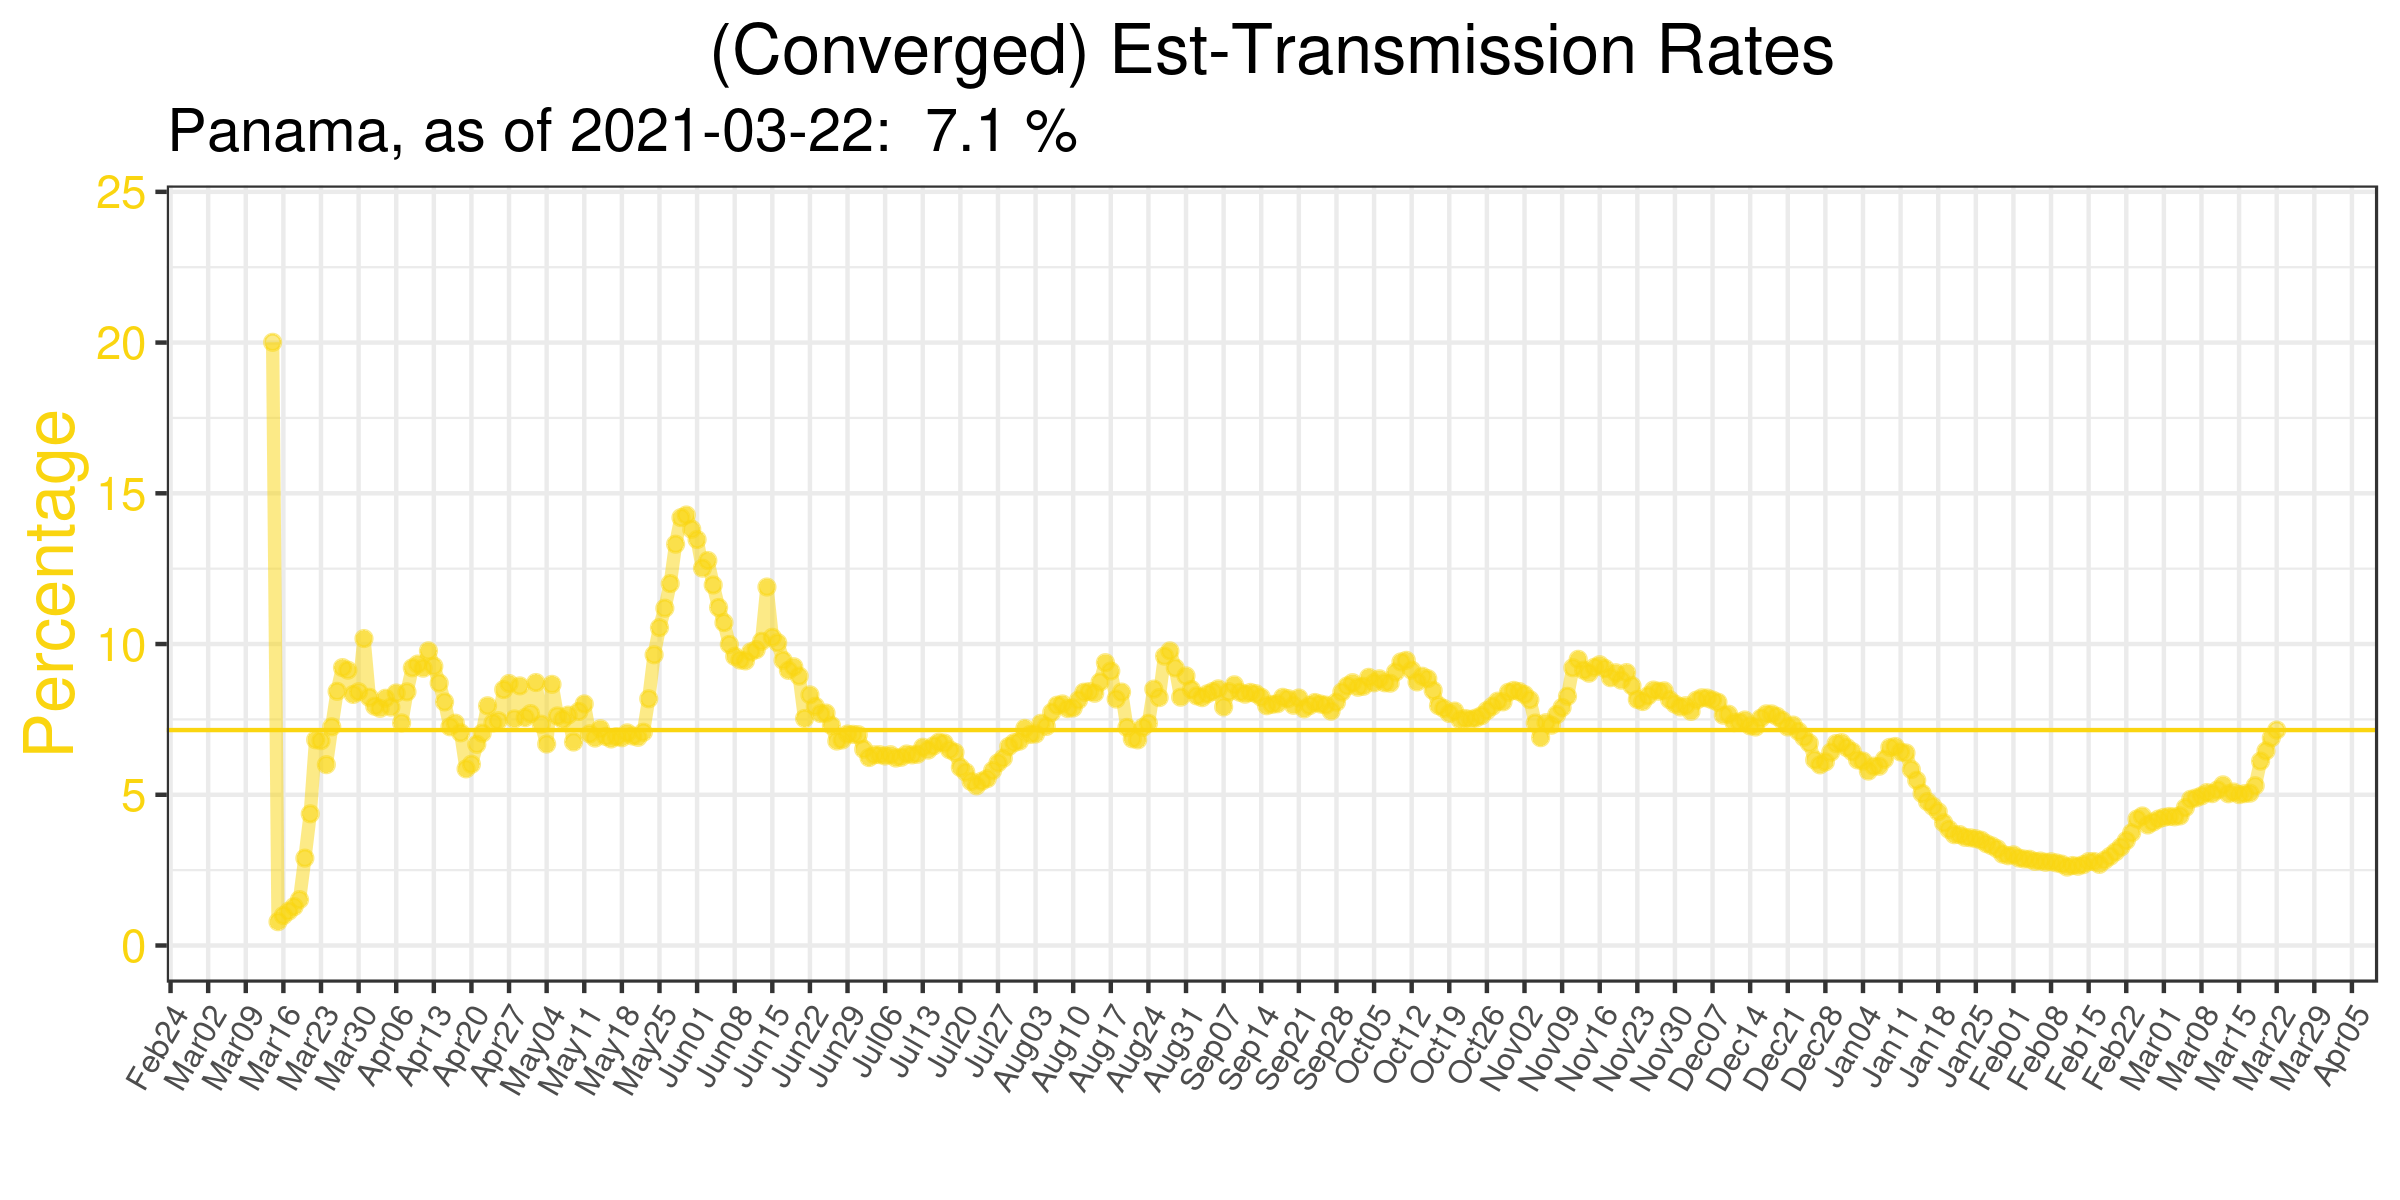 (Converged) Est-Transmission Rates
Panama, as of 2021-03-22:  7.1 %
Percentage
25
20
15
10
5
0
Feb24
Mar02
Mar09
Mar16
Mar23
Mar30
Apr06
Apr13
Apr20
Apr27
May04
May11
May18
May25
Jun01
Jun08
Jun15
Jun22
Jun29
Jul06
Jul13
Jul20
Jul27
Aug03
Aug10
Aug17
Aug24
Aug31
Sep07
Sep14
Sep21
Sep28
Oct05
Oct12
Oct19
Oct26
Nov02
Nov09
Nov16
Nov23
Nov30
Dec07
Dec14
Dec21
Dec28
Jan04
Jan11
Jan18
Jan25
Feb01
Feb08
Feb15
Feb22
Mar01
Mar08
Mar15
Mar22
Mar29
Apr05